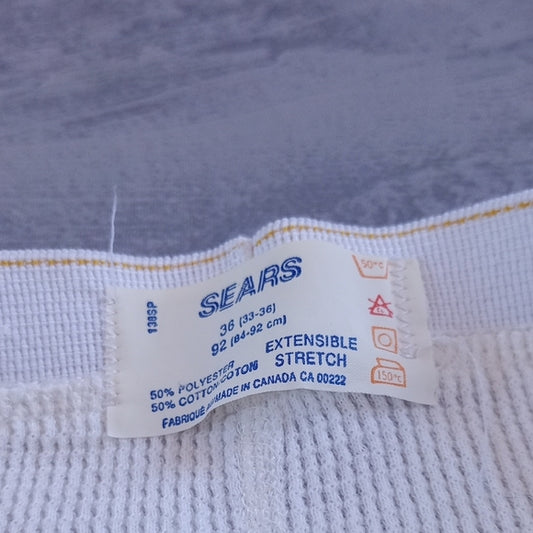 SEARS
138SP
36 (33-36)
92 (84-92 cm)
EXTENSIBLE
STRETCH
50% POLYESTER
50% COTTON/COTON
FABRIQUÉ AU/MADE IN CANADA CA 00222
50°C
150°C